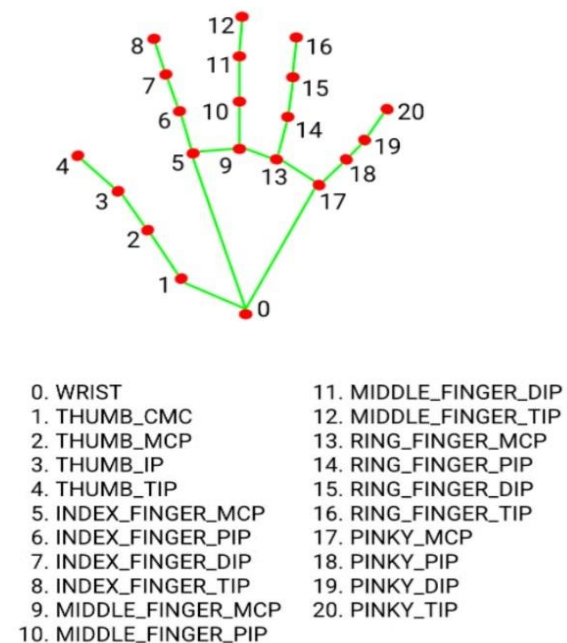 12
8
16
11
7
15
10
6
14
20
4
5
9
13
19
3
18
17
2
1
0
0. WRIST
1. THUMB_CMC
2. THUMB_MCP
3. THUMB_IP
4. THUMB_TIP
5. INDEX_FINGER_MCP
6. INDEX_FINGER_PIP
7. INDEX_FINGER_DIP
8. INDEX_FINGER_TIP
9. MIDDLE_FINGER_MCP
10. MIDDLE_FINGER_PIP
11. MIDDLE_FINGER_DIP
12. MIDDLE_FINGER_TIP
13. RING_FINGER_MCP
14. RING_FINGER_PIP
15. RING_FINGER_DIP
16. RING_FINGER_TIP
17. PINKY_MCP
18. PINKY_PIP
19. PINKY_DIP
20. PINKY_TIP